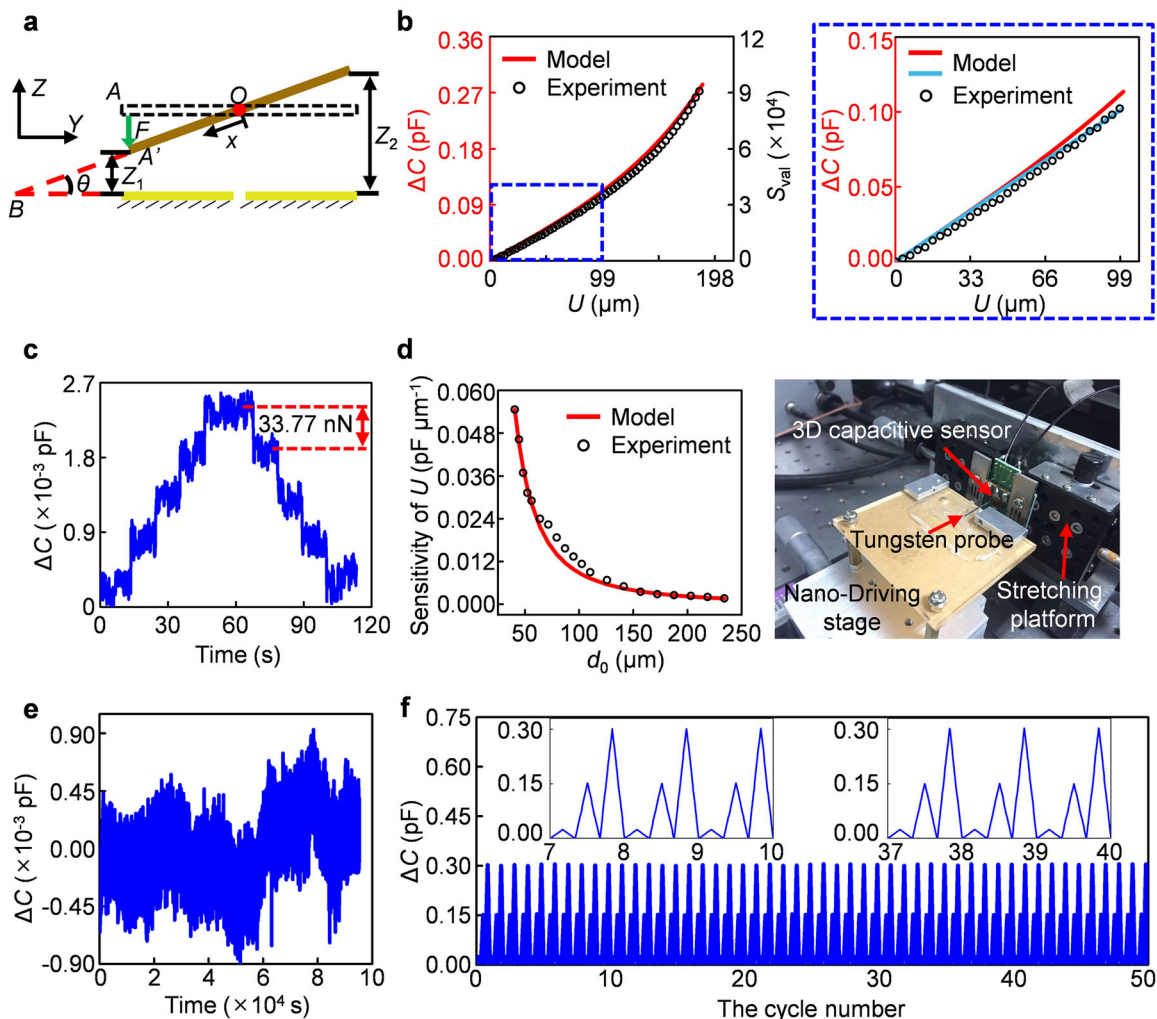 a
Z
Y
A
O
F
x
A’
Z1
Z2
θ
B
b
0.36
0.27
0.18
0.09
0.00
ΔC (pF)
Model
Experiment
12
9
6
3
0
Sval (×10⁴)
0 99 198
U (μm)
0.15
0.10
0.05
0.00
ΔC (pF)
Model
Experiment
0 33 66 99
U (μm)
c
2.7
1.8
0.9
0
ΔC (×10⁻³ pF)
33.77 nN
0 30 60 90 120
Time (s)
d
0.060
0.048
0.036
0.024
0.012
0.000
Sensitivity of U (pF μm⁻¹)
Model
Experiment
50 100 150 200 250
d₀ (μm)
3D capacitive sensor
Tungsten probe
Nano-Driving
stage
Stretching
platform
e
0.90
0.45
0.00
-0.45
-0.90
ΔC (×10⁻³ pF)
0 2 4 6 8 10
Time (×10⁴ s)
f
0.75
0.60
0.45
0.30
0.15
0.00
ΔC (pF)
0.30
0.15
0.00
7 8 9 10
0.30
0.15
0.00
37 38 39 40
0 10 20 30 40 50
The cycle number